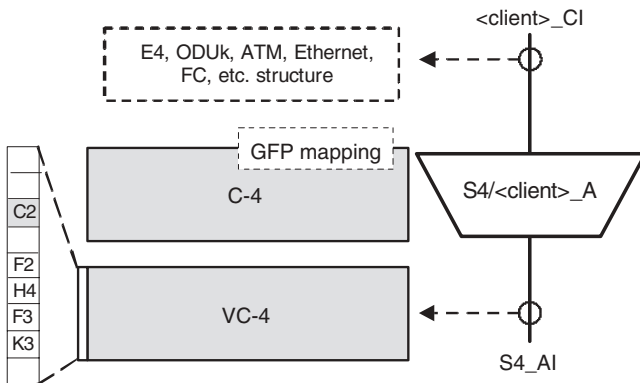 <client>_CI
E4, ODUk, ATM, Ethernet,
FC, etc. structure
GFP mapping
C-4
S4/<client>_A
C2
F2
H4
F3
K3
VC-4
S4_AI